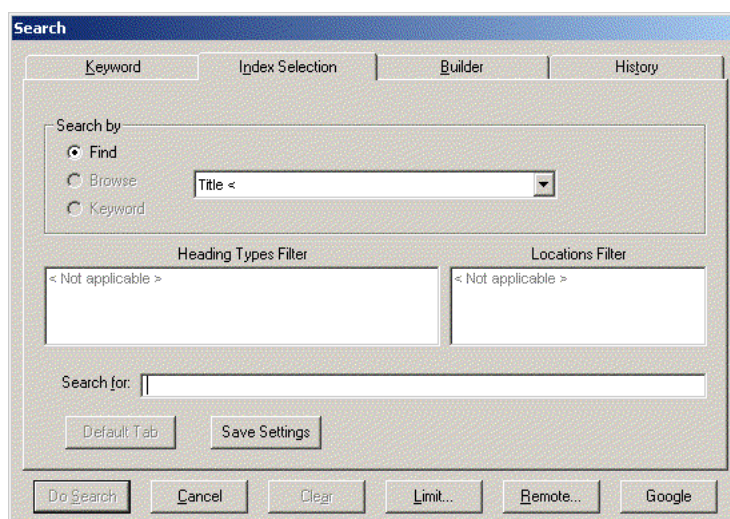 Search
Keyword Index Selection Builder History
Search by
Find
Browse
Title <
Keyword
Heading Types Filter Locations Filter
< Not applicable > < Not applicable >
Search for:
Default Tab Save Settings
Do Search Cancel Clear Limit... Remote... Google